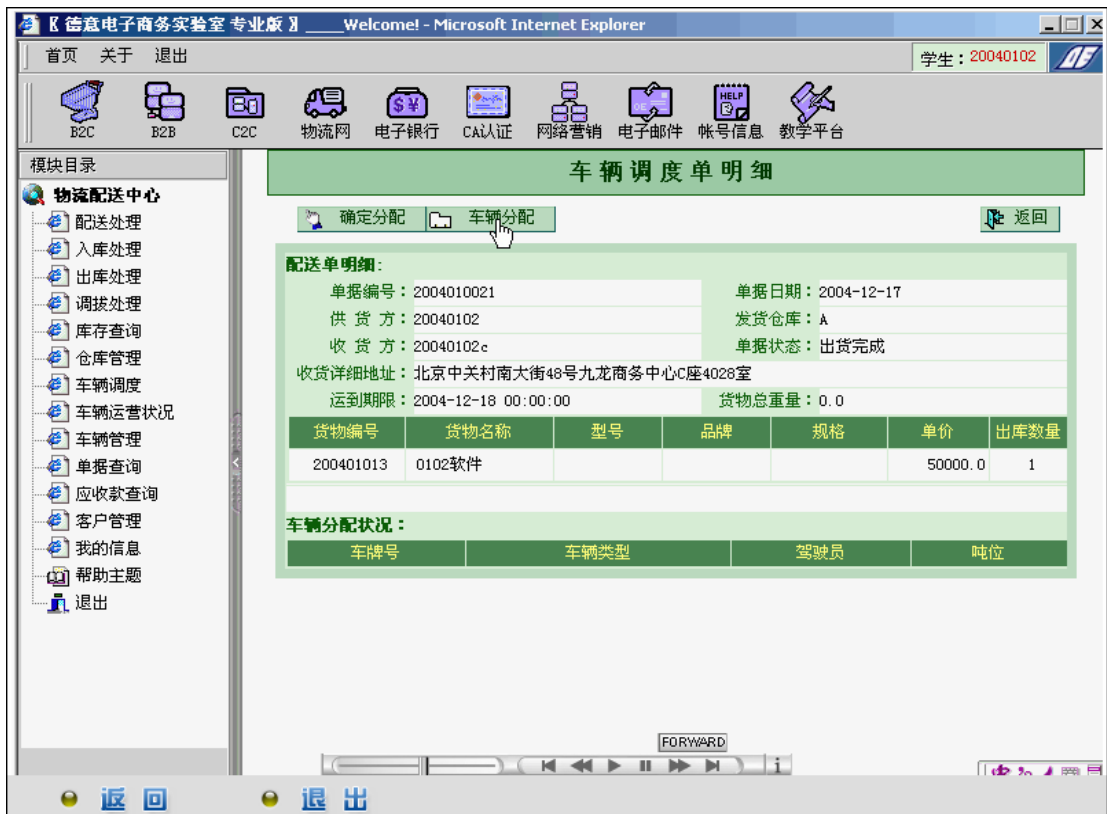 〖德意电子商务实验室 专业版 〗____Welcome! - Microsoft Internet Explorer
首页 关于 退出
学生：20040102
B2C B2B C2C 物流网 电子银行 CA认证 网络营销 电子邮件 帐号信息 教学平台
模块目录
物流配送中心
配送处理
入库处理
出库处理
调拔处理
库存查询
仓库管理
车辆调度
车辆运营状况
车辆管理
单据查询
应收款查询
客户管理
我的信息
帮助主题
退出
车辆调度单明细
确定分配 车辆分配 返回
配送单明细:
单据编号：2004010021 单据日期：2004-12-17
供 货 方：20040102 发货仓库：A
收 货 方：20040102c 单据状态：出货完成
收货详细地址：北京中关村南大街48号九龙商务中心C座4028室
运到期限：2004-12-18 00:00:00 货物总重量：0.0
货物编号 货物名称 型号 品牌 规格 单价 出库数量
200401013 0102软件 50000.0 1
车辆分配状况：
车牌号 车辆类型 驾驶员 吨位
FORWARD
i
返回 退出